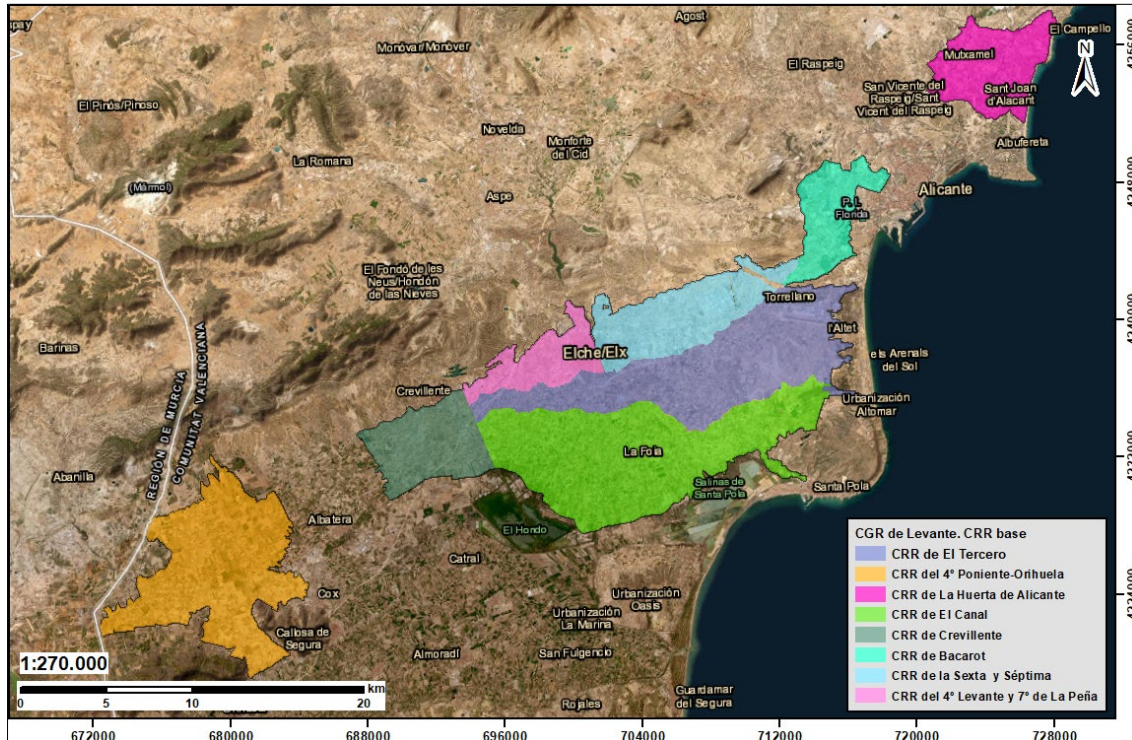 Agost
El Campello
4256000
N
Monóvar/Monóver
Mutxamel
El Raspeig
San Vicente del
Raspeig/Sant
Vicent del Raspeig
Sant Joan
d'Alacant
El Pinós/Pinoso
Novelda
Monforte
del Cid
Albufereta
La Romana
(Mármol)
Aspe
Alicante
4248000
P. I.
Florida
El Fondó de les
Neus/Hondón
de las Nieves
Torrellano
4240000
l'Altet
Barinas
Elche/Elx
els Arenals
del Sol
Crevillente
Urbanización
Altomar
REGIÓN DE MURCIA
COMUNITAT VALENCIANA
La Foia
4232000
Abanilla
Salinas de
Santa Pola
Santa Pola
Albatera
El Hondo
Catral
Cox
Urbanización
Oasis
4224000
Urbanización
La Marina
Callosa de
Segura
Almoradí
San Fulgencio
Guardamar
del Segura
Rojales
CGR de Levante. CRR base
CRR de El Tercero
CRR del 4º Poniente-Orihuela
CRR de La Huerta de Alicante
CRR de El Canal
CRR de Crevillente
CRR de Bacarot
CRR de la Sexta y Séptima
CRR del 4º Levante y 7º de La Peña
1:270.000
km
0 5 10 20
672000 680000 688000 696000 704000 712000 720000 728000